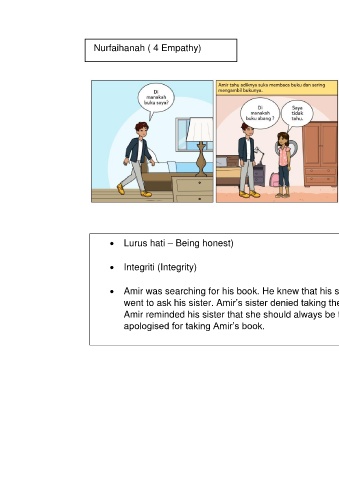 Nurfaihanah ( 4 Empathy)
Di
manakah
buku saya?
Amir tahu adiknya suka membaca buku dan sering
mengambil bukunya.
Di
manakah
buku abang ?
Saya
tidak
tahu.
• Lurus hati – Being honest)
• Integriti (Integrity)
• Amir was searching for his book. He knew that his s
went to ask his sister. Amir's sister denied taking the
Amir reminded his sister that she should always be t
apologised for taking Amir's book.